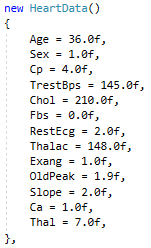 new HeartData()
{
Age = 36.0f,
Sex = 1.0f,
Cp = 4.0f,
TrestBps = 145.0f,
Chol = 210.0f,
Fbs = 0.0f,
RestEcg = 2.0f,
Thalac = 148.0f,
Exang = 1.0f,
OldPeak = 1.9f,
Slope = 2.0f,
Ca = 1.0f,
Thal = 7.0f,
},